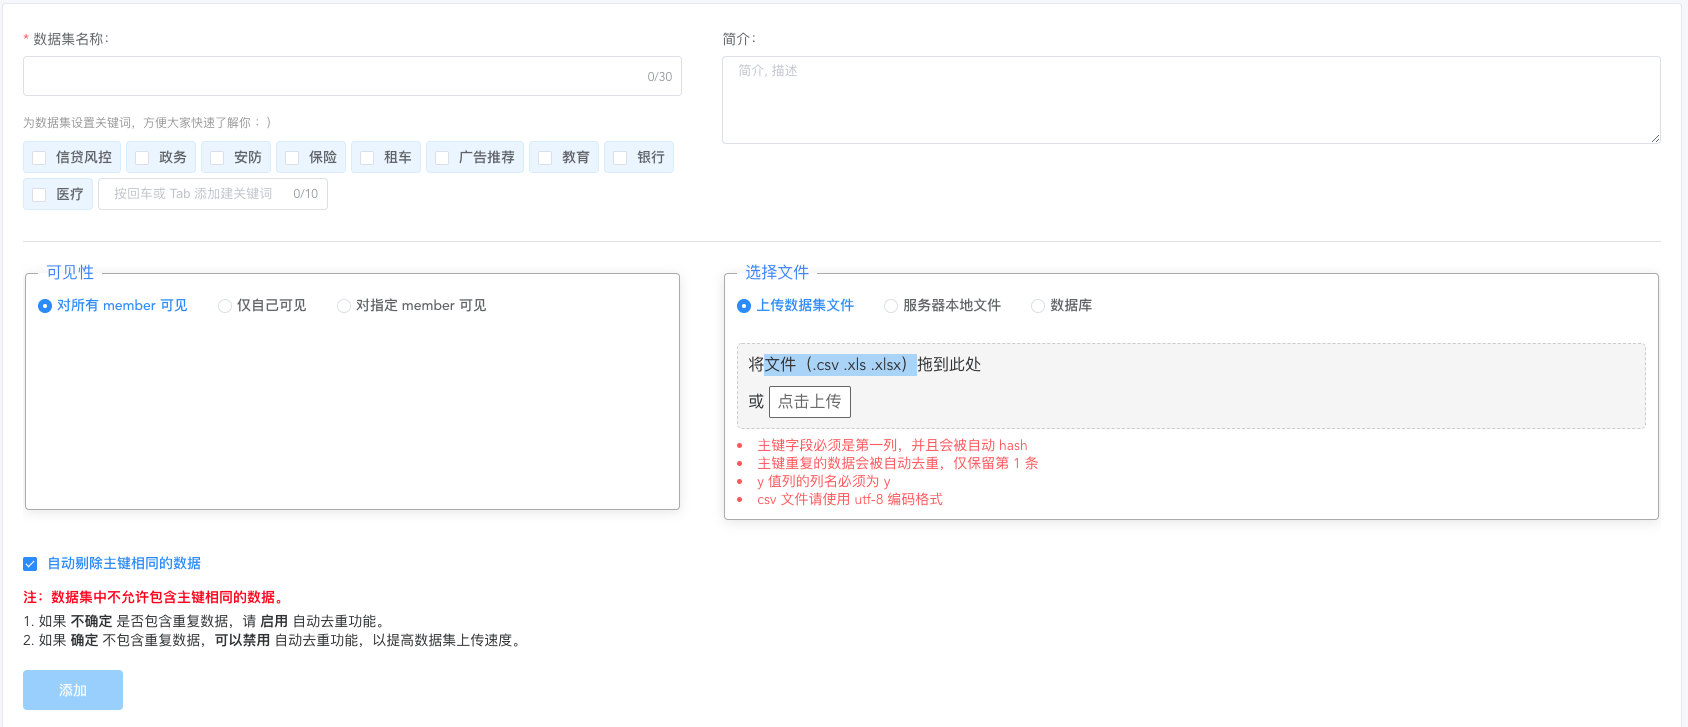 * 数据集名称：
0/30
为数据集设置关键词，方便大家快速了解你：)
信贷风控 政务 安防 保险 租车 广告推荐 教育 银行
医疗 按回车或 Tab 添加建关键词 0/10
简介：
简介, 描述
可见性
对所有 member 可见 仅自己可见 对指定 member 可见
选择文件
上传数据集文件 服务器本地文件 数据库
将文件（.csv .xls .xlsx）拖到此处
或 点击上传
• 主键字段必须是第一列，并且会被自动 hash
• 主键重复的数据会被自动去重，仅保留第 1 条
• y 值列的列名必须为 y
• csv 文件请使用 utf-8 编码格式
自动剔除主键相同的数据
注：数据集中不允许包含主键相同的数据。
1. 如果 不确定 是否包含重复数据，请 启用 自动去重功能。
2. 如果 确定 不包含重复数据，可以禁用 自动去重功能，以提高数据集上传速度。
添加